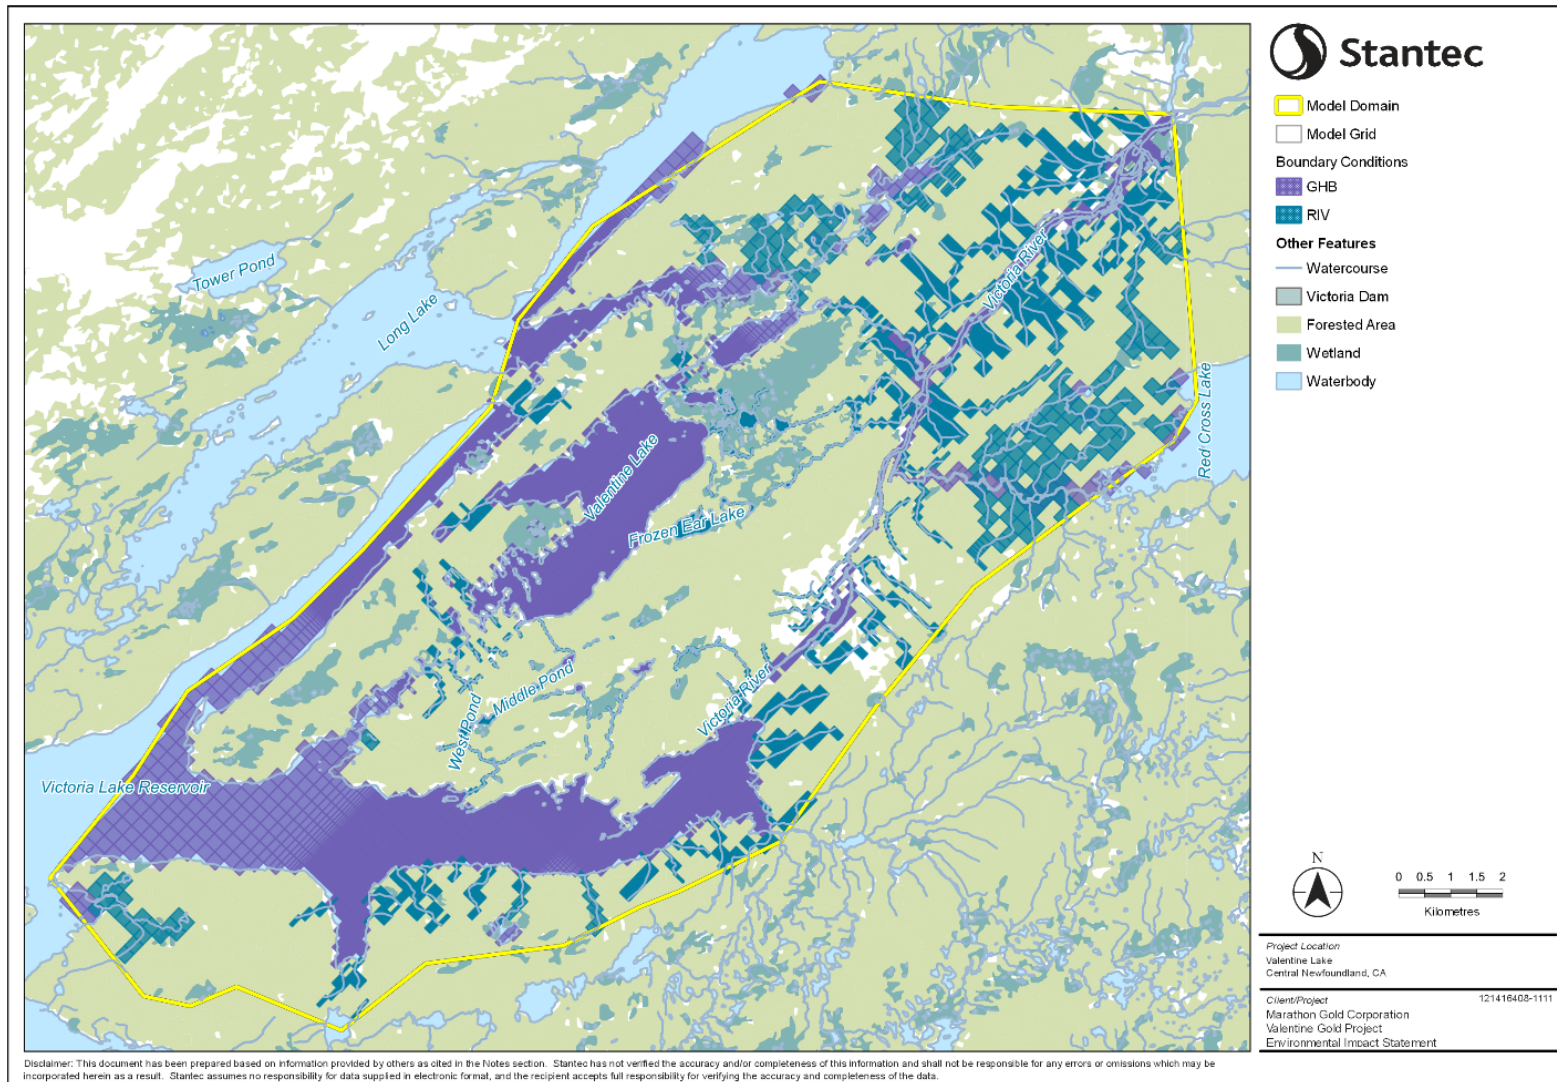 Stantec
Model Domain
Model Grid
Boundary Conditions
GHB
RIV
Other Features
Watercourse
Victoria Dam
Forested Area
Wetland
Waterbody
Tower Pond
Long Lake
Victoria River
Red Cross Lake
Valentine Lake
Frozen Ear Lake
Middle Pond
West Pond
Victoria River
Victoria Lake Reservoir
N
0 0.5 1 1.5 2
Kilometres
Project Location
Valentine Lake
Central Newfoundland, CA
Client/Project 121416408-1111
Marathon Gold Corporation
Valentine Gold Project
Environmental Impact Statement
Disclaimer: This document has been prepared based on information provided by others as cited in the Notes section. Stantec has not verified the accuracy and/or completeness of this information and shall not be responsible for any errors or omissions which may be
incorporated herein as a result. Stantec assumes no responsibility for data supplied in electronic format, and the recipient accepts full responsibility for verifying the accuracy and completeness of the data.